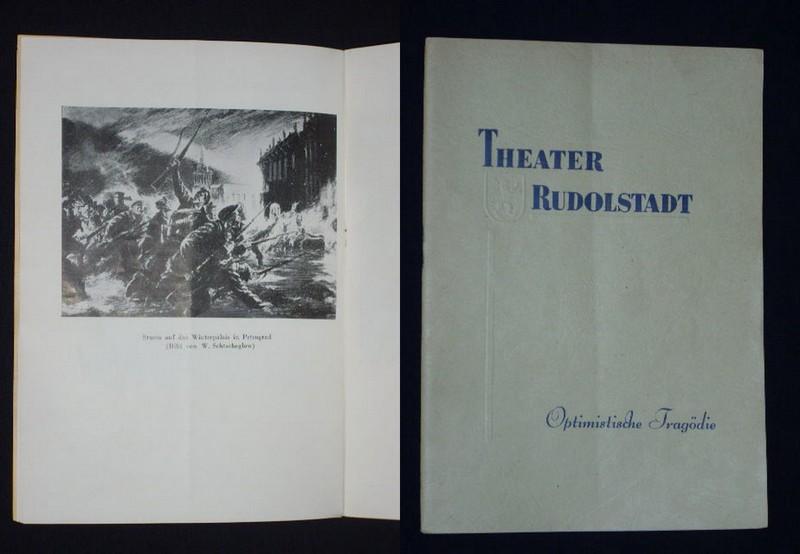 Sturm auf das Winterpalais in Petrograd
(Bild von W. Schtscheglow)
THEATER
RUDOLSTADT
Optimistische Tragödie